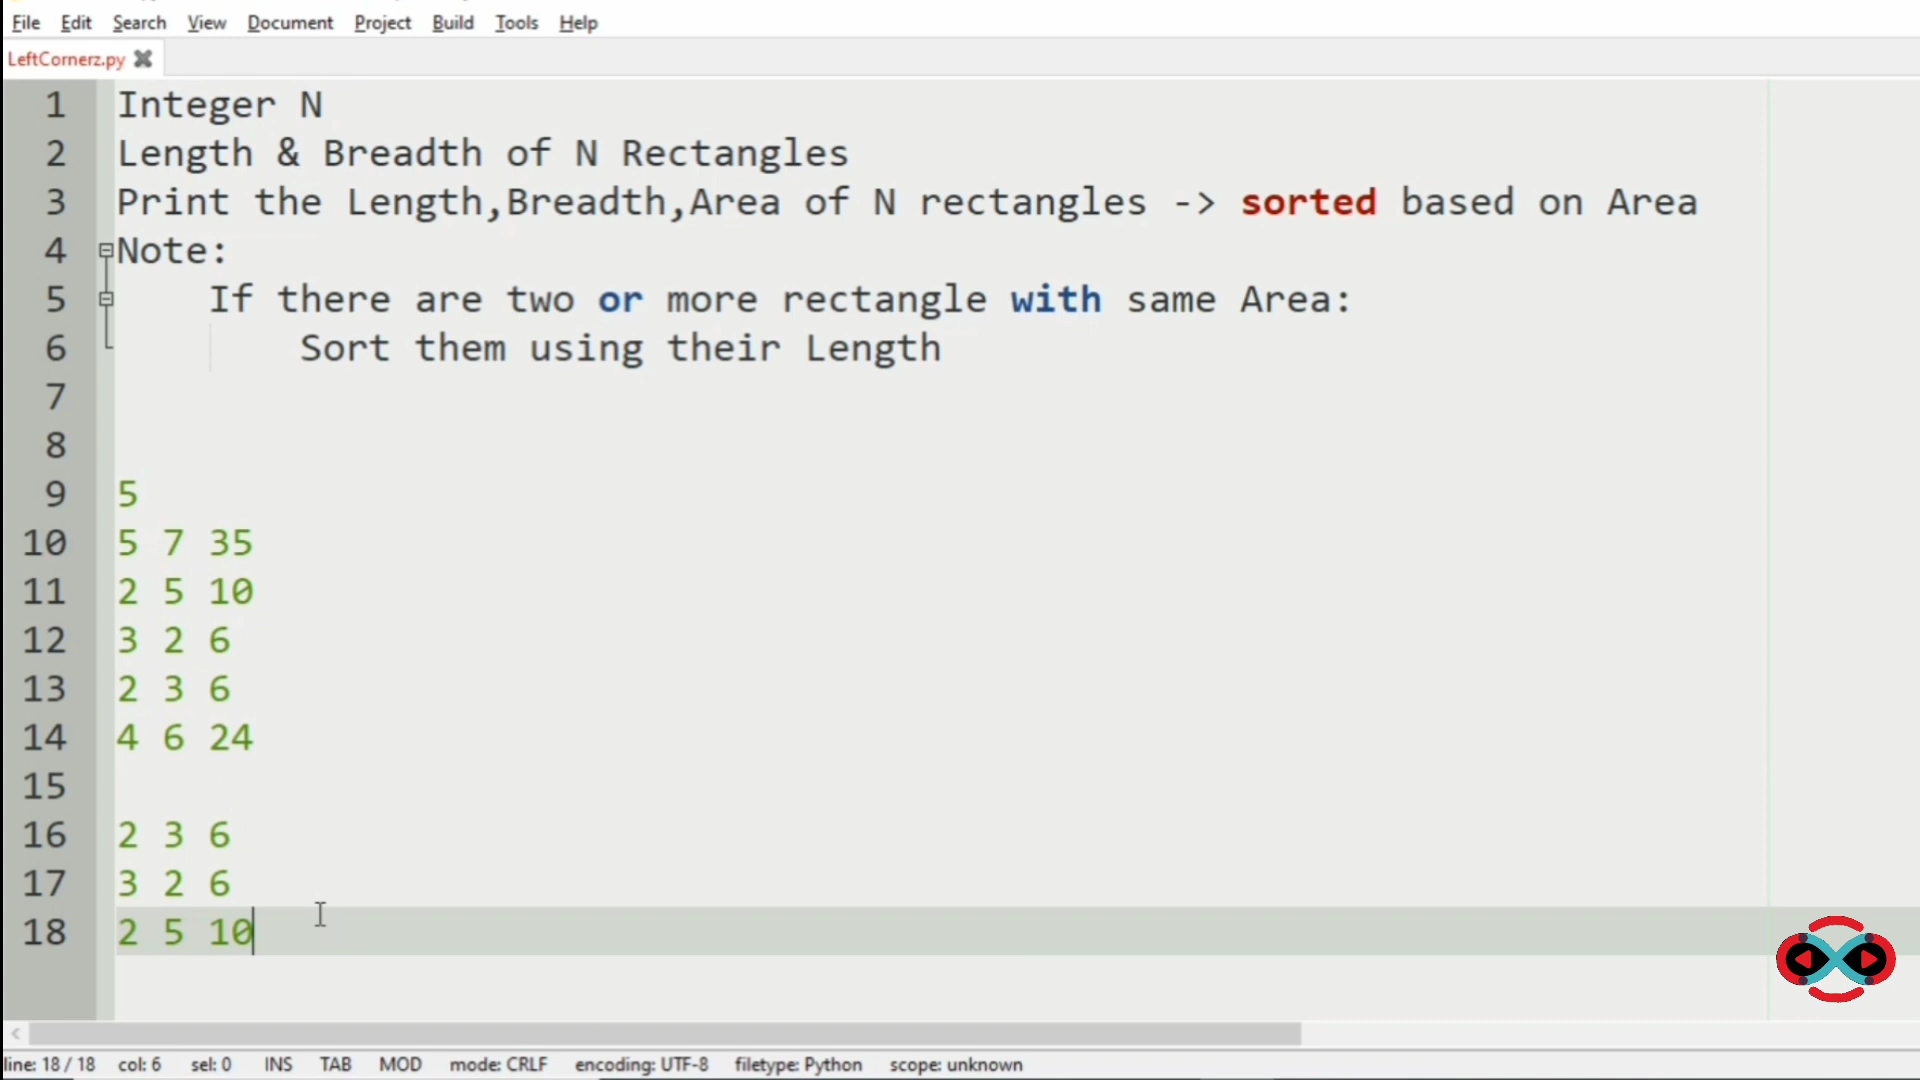 File Edit Search View Document Project Build Tools Help
LeftCornerz.py
1 Integer N
2 Length & Breadth of N Rectangles
3 Print the Length,Breadth,Area of N rectangles -> sorted based on Area
4 Note:
5 If there are two or more rectangle with same Area:
6 Sort them using their Length
7
8
9 5
10 5 7 35
11 2 5 10
12 3 2 6
13 2 3 6
14 4 6 24
15
16 2 3 6
17 3 2 6
18 2 5 10
line: 18 / 18 col: 6 sel: 0 INS TAB MOD mode: CRLF encoding: UTF-8 filetype: Python scope: unknown